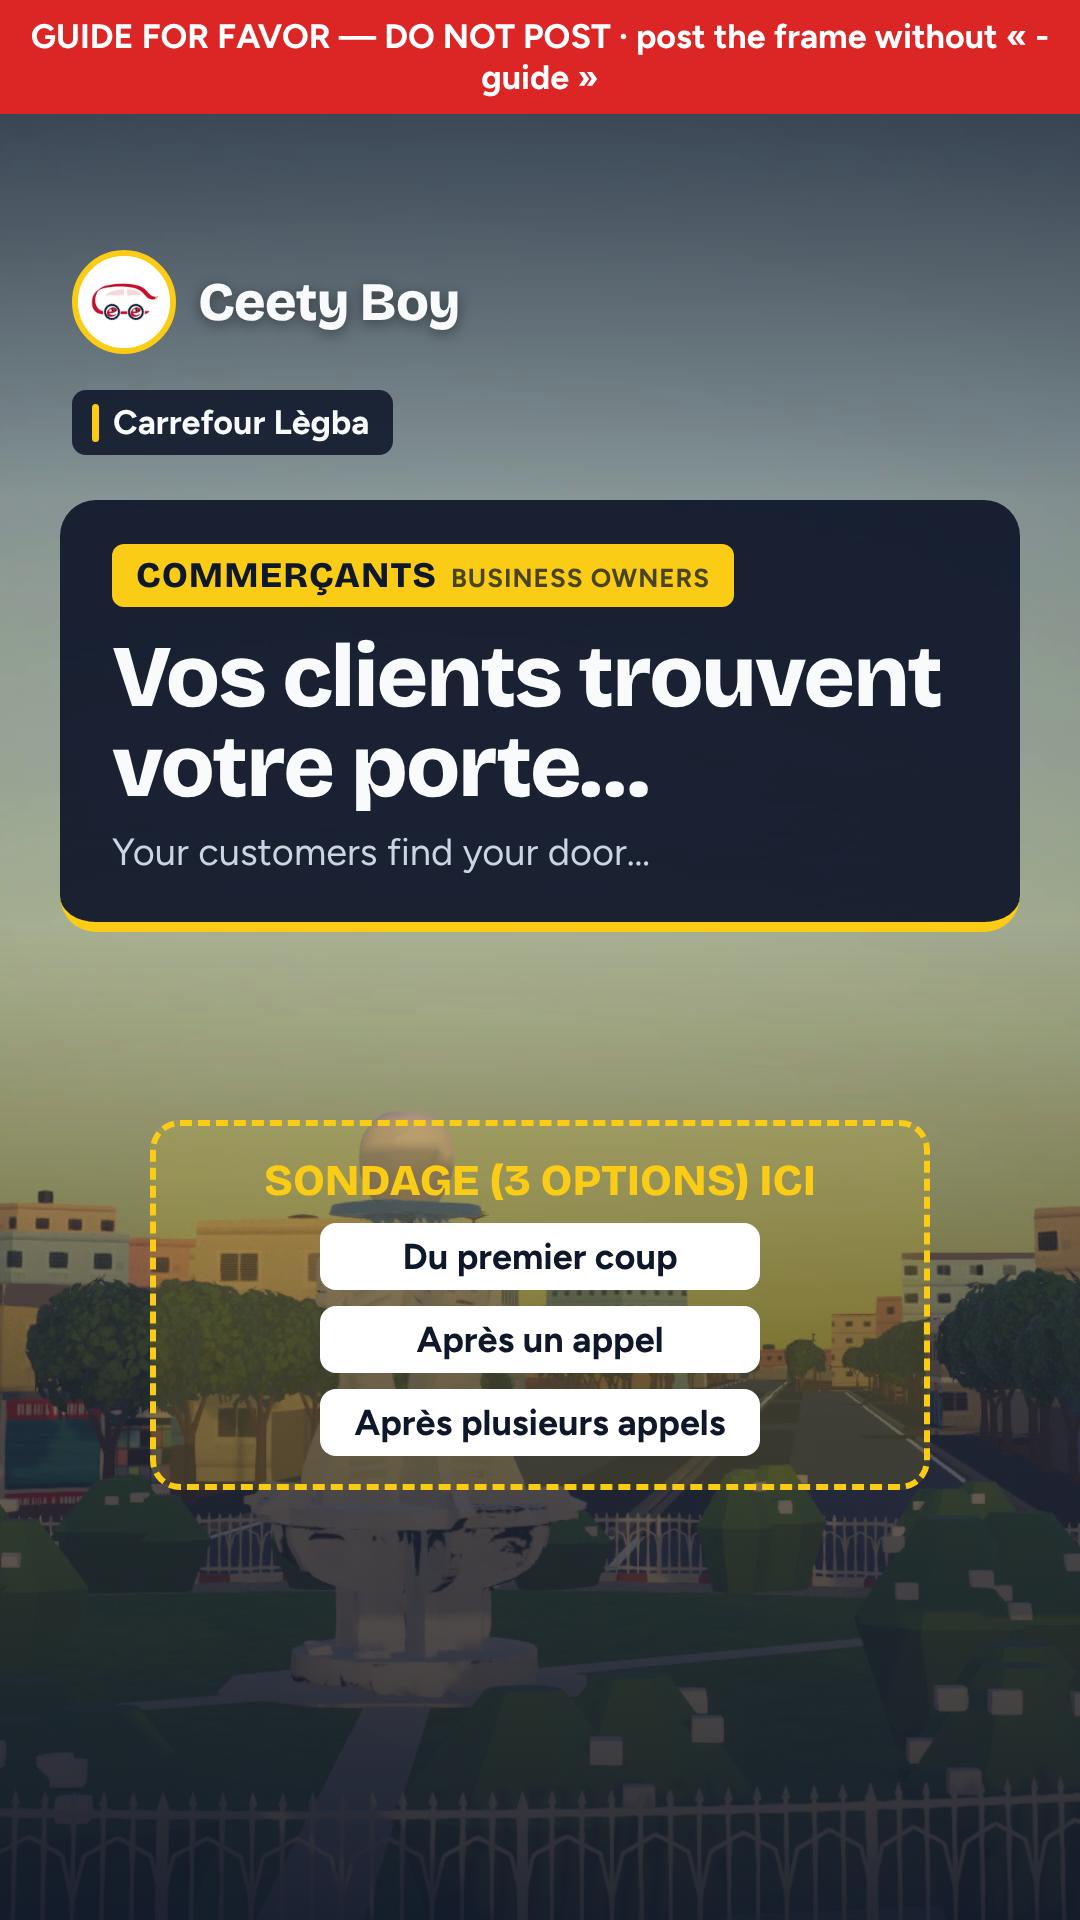 GUIDE FOR FAVOR — DO NOT POST · post the frame without « -
guide »
Ceety Boy
Carrefour Lègba
COMMERÇANTS BUSINESS OWNERS
Vos clients trouvent
votre porte...
Your customers find your door...
SONDAGE (3 OPTIONS) ICI
Du premier coup
Après un appel
Après plusieurs appels